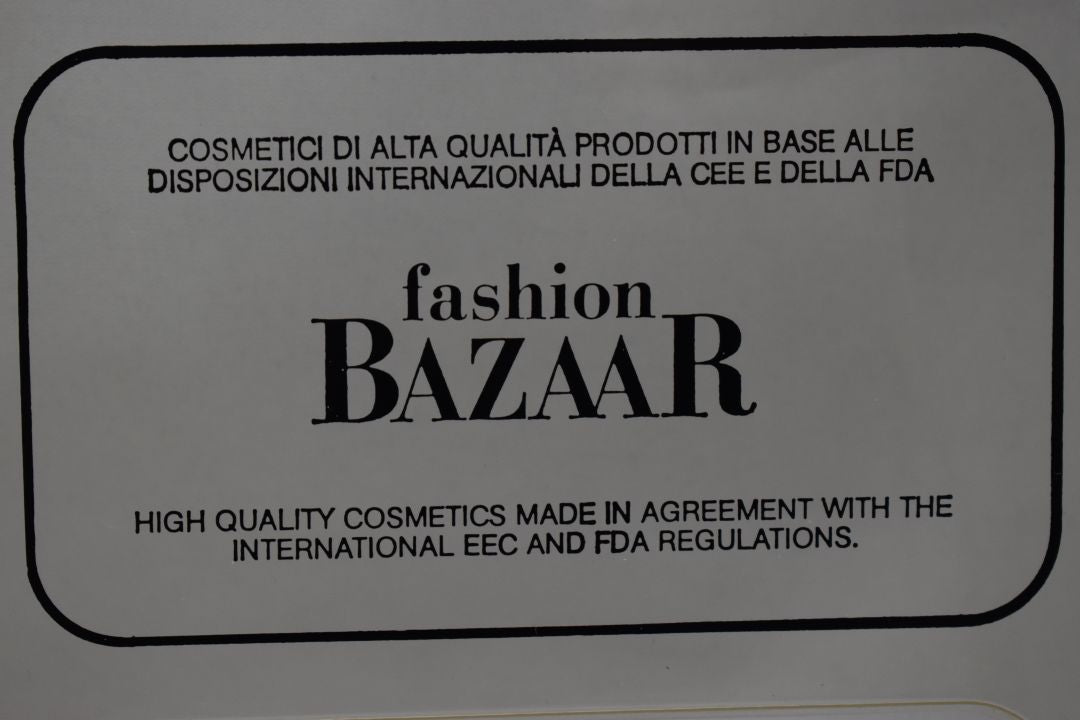 COSMETICI DI ALTA QUALITÀ PRODOTTI IN BASE ALLE
DISPOSIZIONI INTERNAZIONALI DELLA CEE E DELLA FDA
fashion
BAZAAR
HIGH QUALITY COSMETICS MADE IN AGREEMENT WITH THE
INTERNATIONAL EEC AND FDA REGULATIONS.